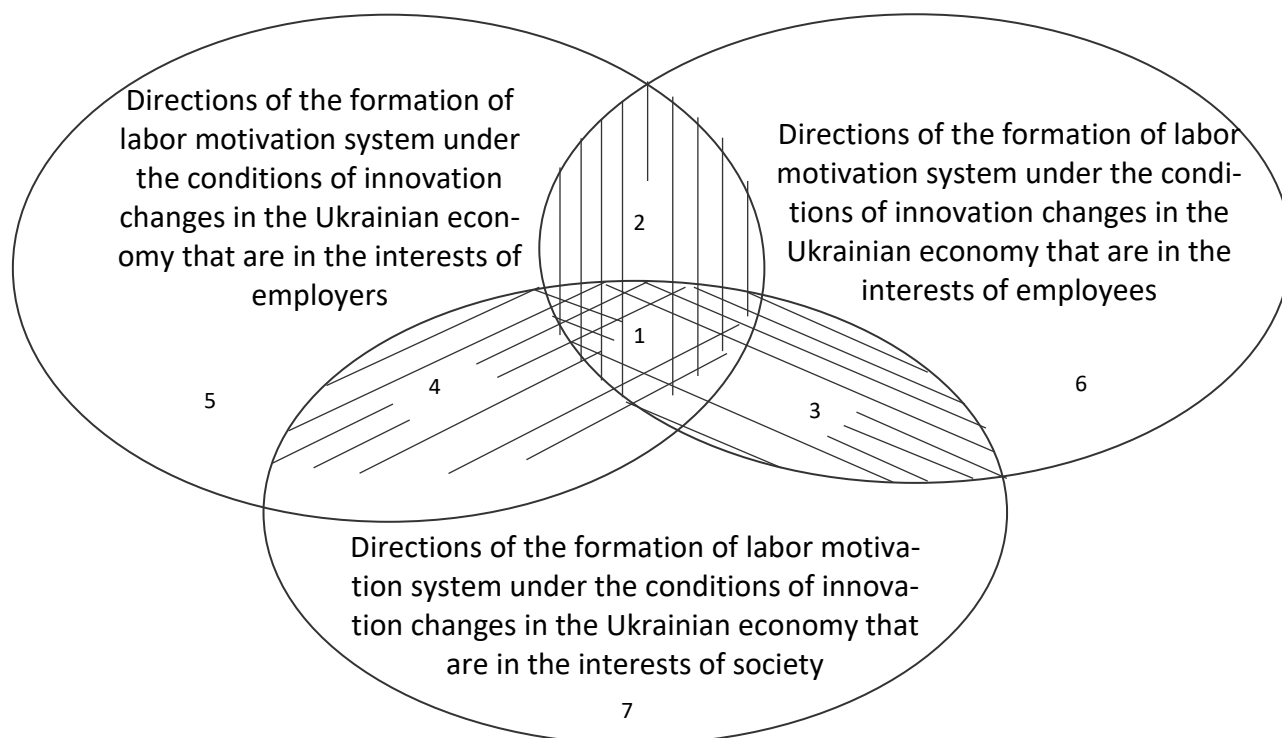 Directions of the formation of
labor motivation system under
the conditions of innovation
changes in the Ukrainian econ-
omy that are in the interests of
employers
Directions of the formation of labor
motivation system under the condi-
tions of innovation changes in the
Ukrainian economy that are in the
interests of employees
2
1
4
5
3
6
Directions of the formation of labor motiva-
tion system under the conditions of innova-
tion changes in the Ukrainian economy that
are in the interests of society
7